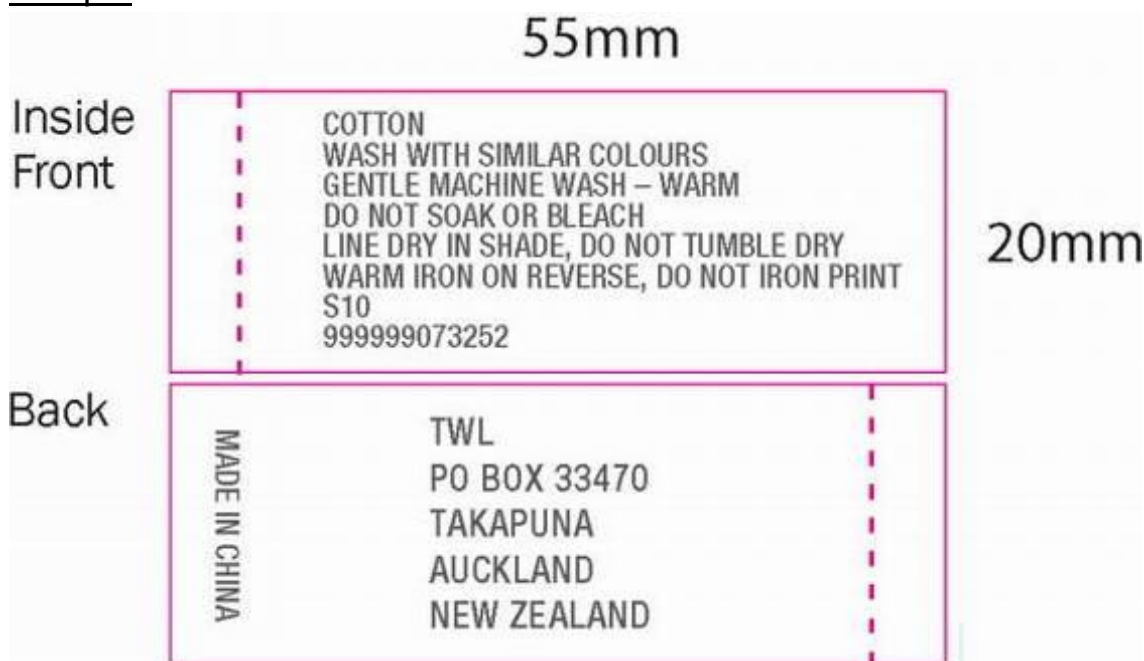 55mm
Inside
Front
COTTON
WASH WITH SIMILAR COLOURS
GENTLE MACHINE WASH – WARM
DO NOT SOAK OR BLEACH
LINE DRY IN SHADE, DO NOT TUMBLE DRY
WARM IRON ON REVERSE, DO NOT IRON PRINT
S10
999999073252
20mm
Back
MADE IN CHINA
TWL
PO BOX 33470
TAKAPUNA
AUCKLAND
NEW ZEALAND